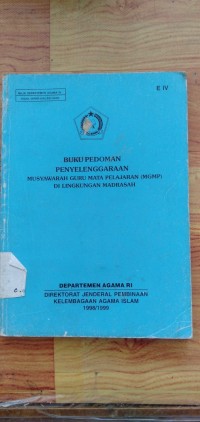 E IV
BUKU PEDOMAN
PENYELENGGARAAN
MUSYAWARAH GURU MATA PELAJARAN (MGMP)
DI LINGKUNGAN MADRASAH
DEPARTEMEN AGAMA RI
DIREKTORAT JENDERAL PEMBINAAN
KELEMBAGAAN AGAMA ISLAM
1998/1999